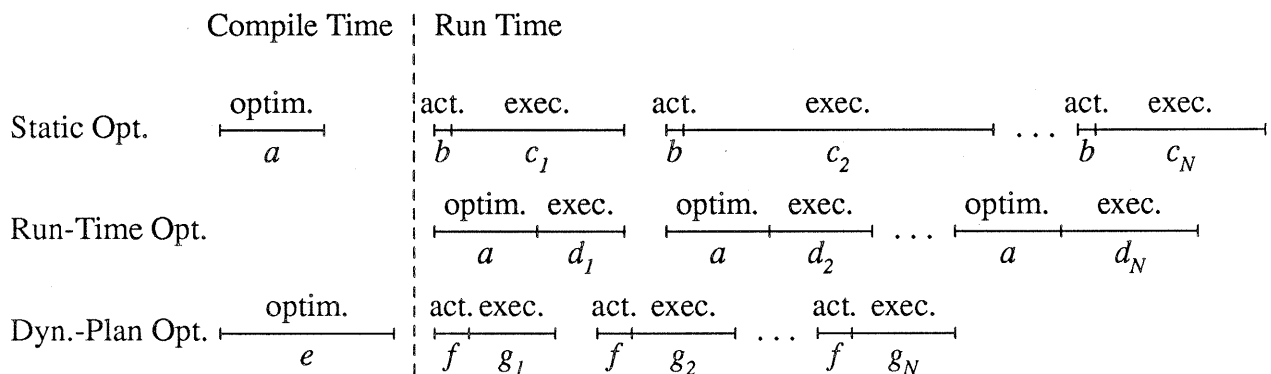 Compile Time Run Time
optim. act. exec. act. exec. act. exec.
Static Opt. ...
a b c1 b c2 b cN
optim. exec. optim. exec. optim. exec.
Run-Time Opt. ...
a d1 a d2 a dN
optim. act. exec. act. exec. act. exec.
Dyn.-Plan Opt. ...
e f g1 f g2 f gN